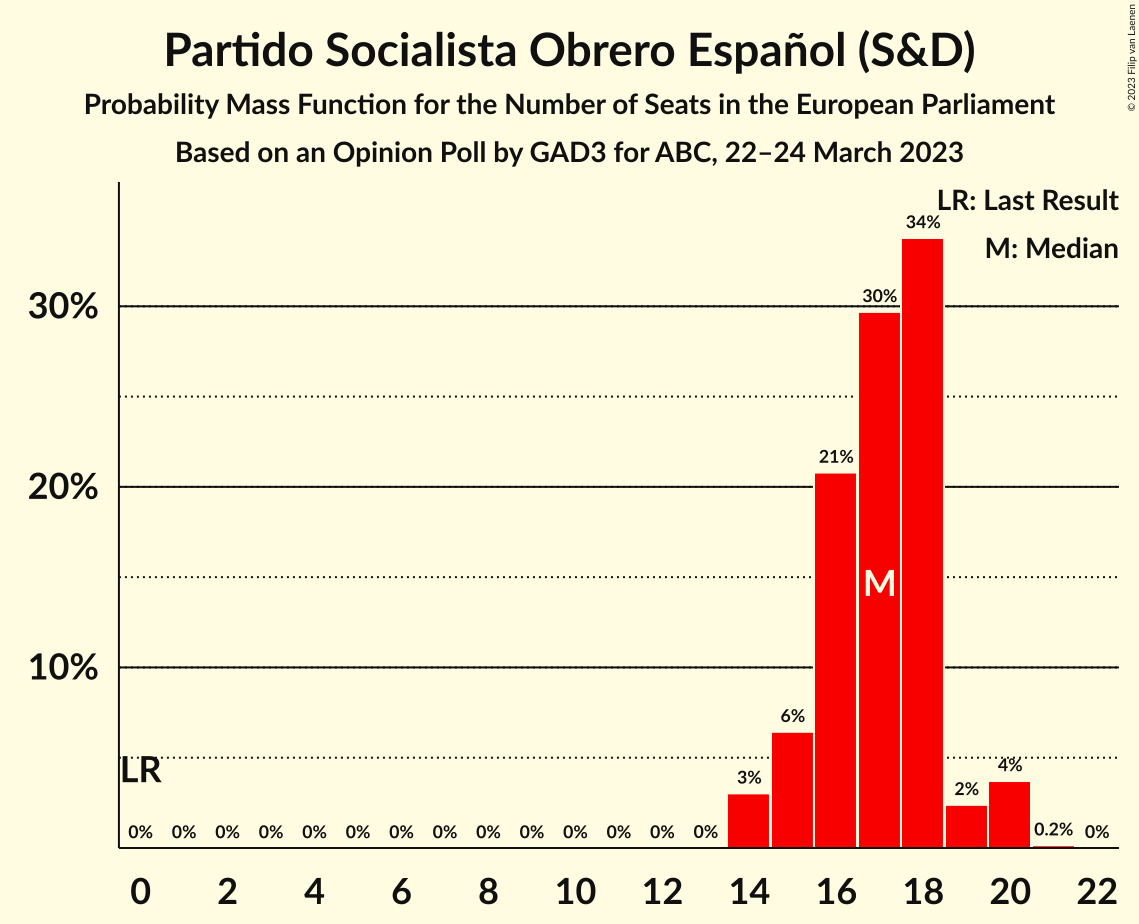 Partido Socialista Obrero Español (S&D)
Probability Mass Function for the Number of Seats in the European Parliament
Based on an Opinion Poll by GAD3 for ABC, 22–24 March 2023
© 2023 Filip van Laenen
LR: Last Result
M: Median
34%
30%
30%
21%
20%
M
10%
6%
LR
3%
2%
4%
0% 0% 0% 0% 0% 0% 0% 0% 0% 0% 0% 0% 0% 0% 0.2% 0%
0 2 4 6 8 10 12 14 16 18 20 22